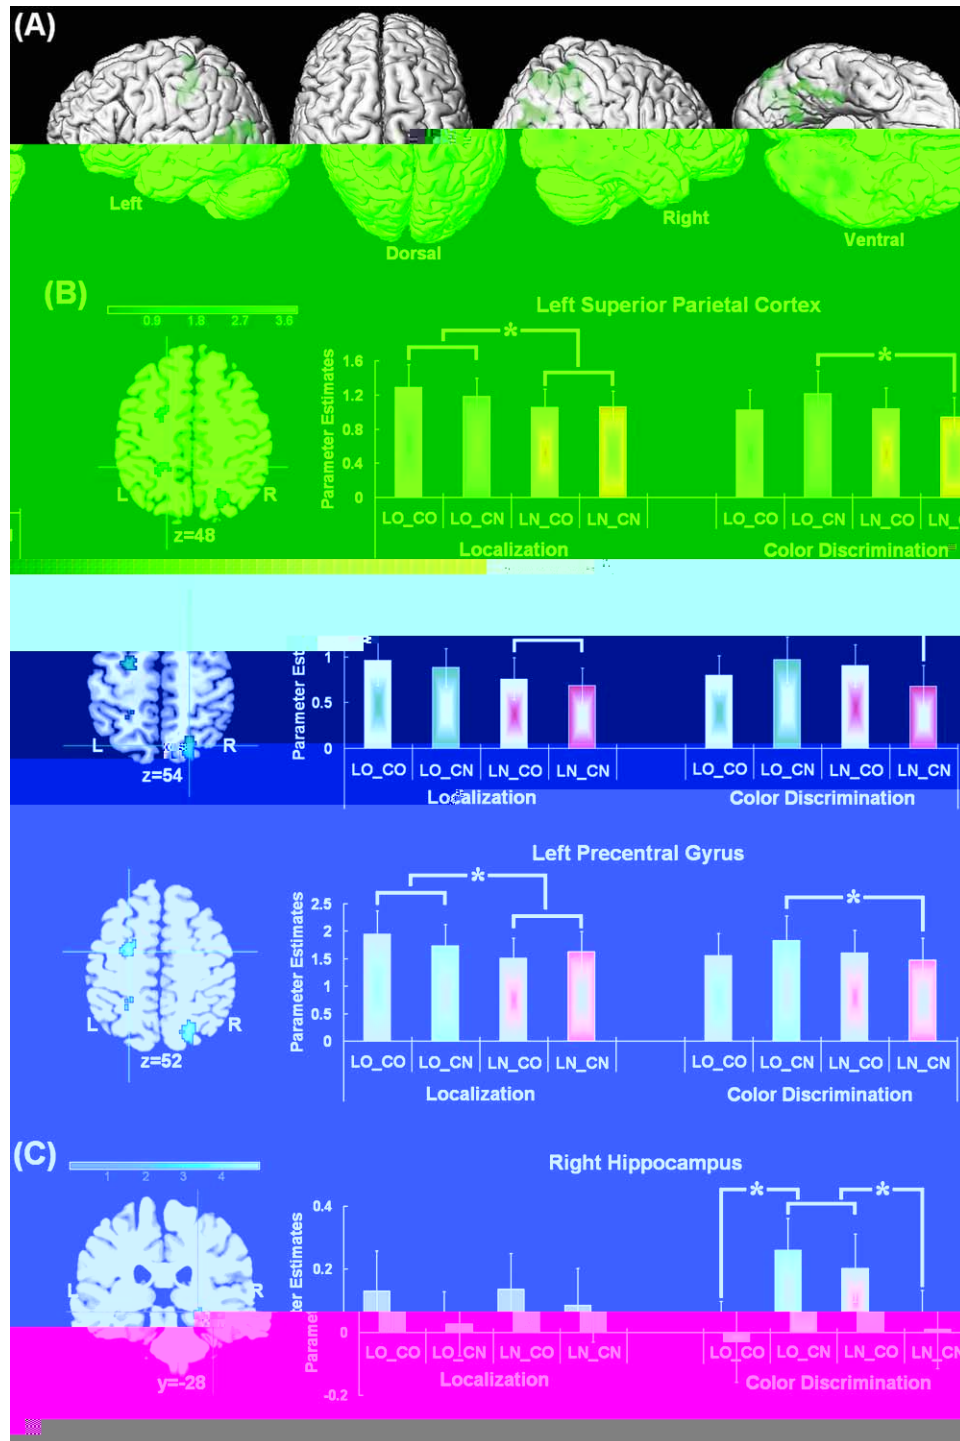 (A)
Left
Dorsal
Right
Ventral
(B)
0.9 1.8 2.7 3.6
L R
z=48
Left Superior Parietal Cortex
Parameter Estimates
1.6
*
*
1.2
0.8
0.4
0
LO_CO LO_CN LN_CO LN_CN LO_CO LO_CN LN_CO
Localization Color Discrimination
L R
z=54
Parameter
1
0.5
0
LO_CO LO_CN LN_CO LN_CN LO_CO LO_CN LN_CO LN_CN
Localization Color Discrimination
Left Precentral Gyrus
L R
z=52
Parameter Estimates
2.5
*
*
2
1.5
1
0.5
0
LO_CO LO_CN LN_CO LN_CN LO_CO LO_CN LN_CO LN_CN
Localization Color Discrimination
(C)
1 2 3 4
L R
y=-28
Right Hippocampus
Estimates
0.4
*
*
0.2
0
-0.2
LO_CO LO_CN LN_CO LN_CN LO_CO LO_CN LN_CO LN_CN
Localization Color Discrimination